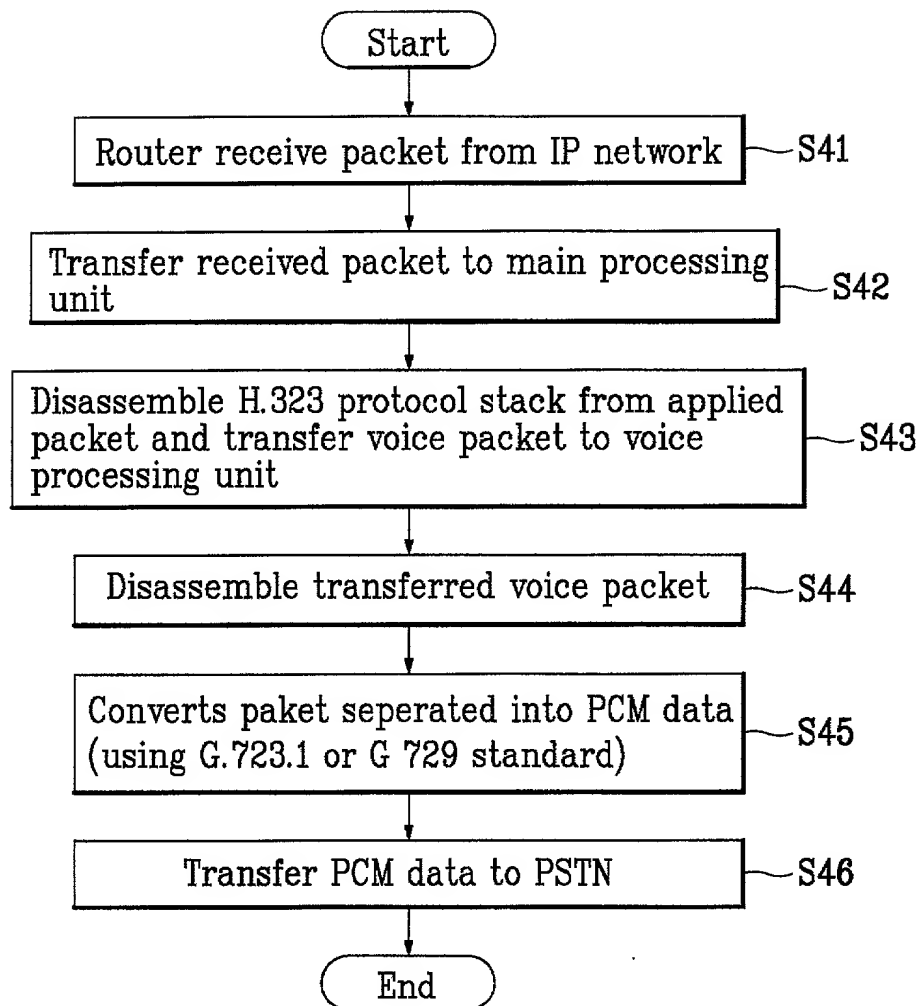 Start
Router receive packet from IP network
S41
Transfer received packet to main processing
unit
S42
Disassemble H.323 protocol stack from applied
packet and transfer voice packet to voice
processing unit
S43
Disassemble transferred voice packet
S44
Converts paket seperated into PCM data
(using G.723.1 or G 729 standard)
S45
Transfer PCM data to PSTN
S46
End